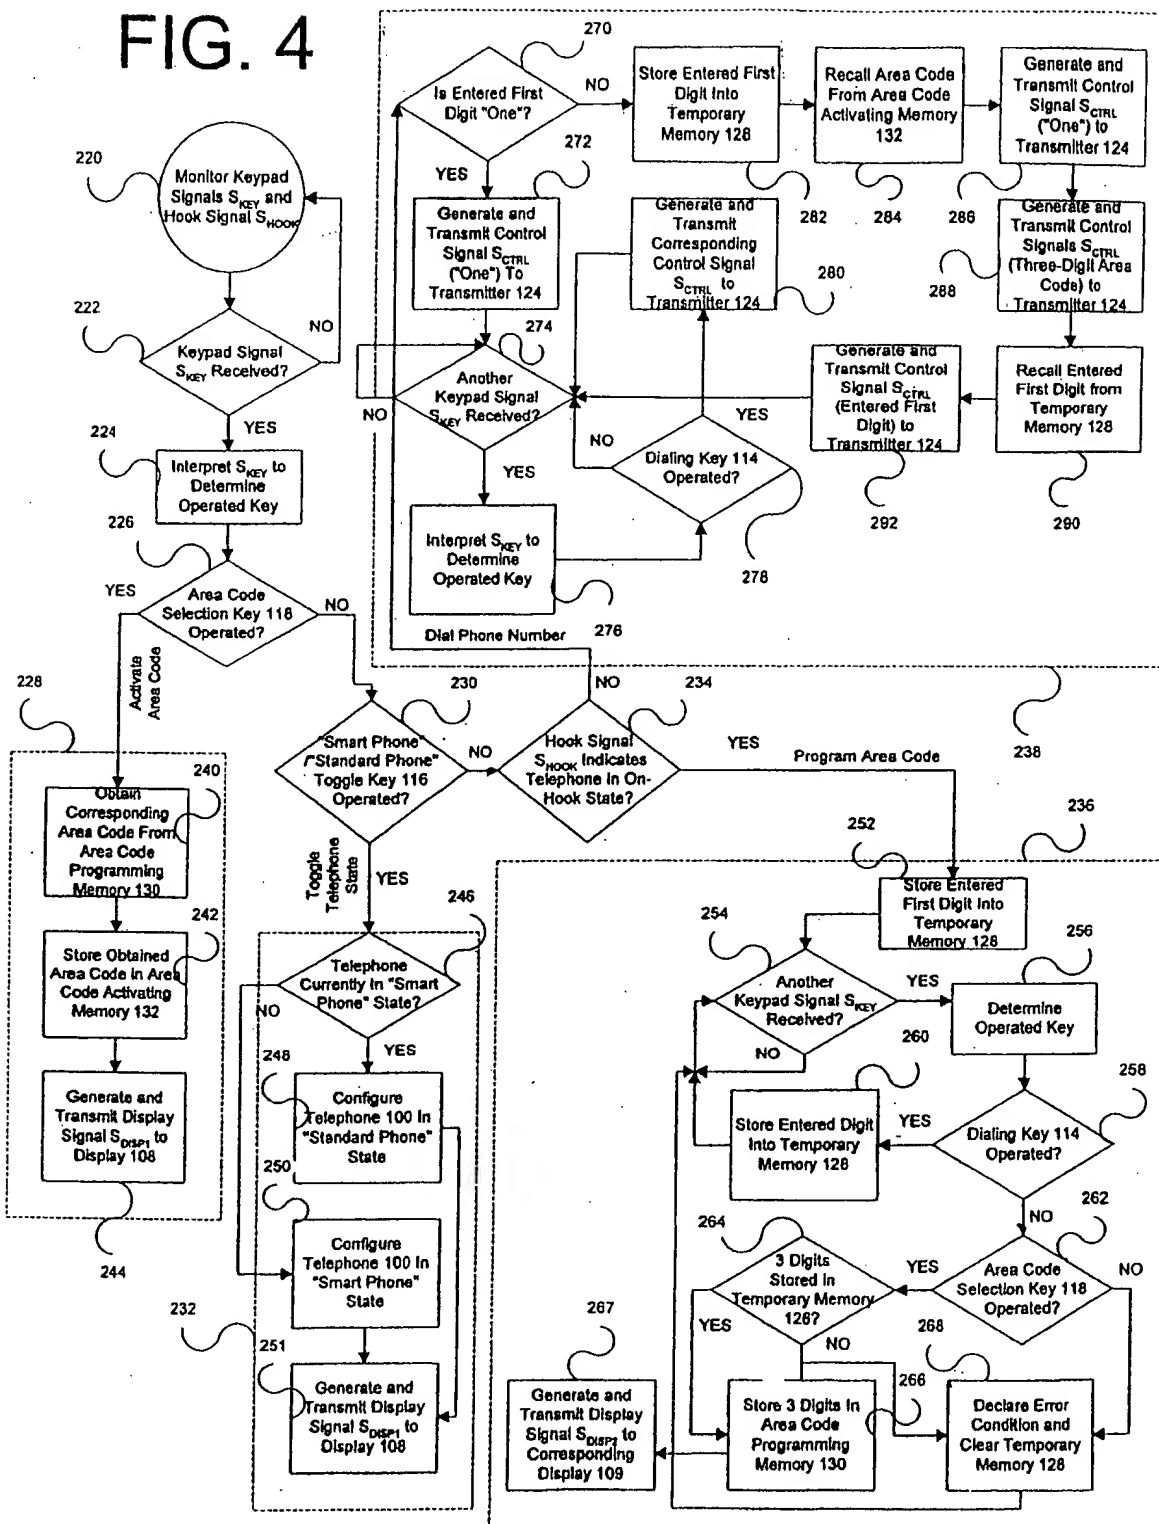 FIG. 4
270
Is Entered First
Digit "One"?
NO
YES
272
Store Entered First
Digit Into
Temporary
Memory 128
282
Recall Area Code
From Area Code
Activating Memory
132
284
Generate and
Transmit Control
Signal SCTRL
("One") to
Transmitter 124
286
220
Monitor Keypad
Signals SKEY and
Hook Signal SHOOK
222
NO
Keypad Signal
SKEY Received?
YES
224
Interpret SKEY to
Determine
Operated Key
226
YES
Area Code
Selection Key 118
Operated?
NO
Generate and
Transmit Control
Signal SCTRL
("One") To
Transmitter 124
274
Another
Keypad Signal
SKEY Received?
NO
YES
Interpret SKEY to
Determine
Operated Key
276
Generate and
Transmit
Corresponding
Control Signal
SCTRL to
Transmitter 124
280
YES
NO
Dialing Key 114
Operated?
278
Generate and
Transmit Control
Signals SCTRL
(Three-Digit Area
Code) to
Transmitter 124
288
Generate and
Transmit Control
Signal SCTRL
(Entered First
Digit) to
Transmitter 124
292
Recall Entered
First Digit from
Temporary
Memory 128
290
Dial Phone Number
238
Activate
Area Code
228
240
Obtain
Corresponding
Area Code From
Area Code
Programming
Memory 130
242
Store Obtained
Area Code in Area
Code Activating
Memory 132
Generate and
Transmit Display
Signal SDISP1 to
Display 108
244
230
"Smart Phone"
/"Standard Phone"
Toggle Key 116
Operated?
NO
Toggle
Telephone
State
YES
234
NO
Hook Signal
SHOOK Indicates
Telephone In On-
Hook State?
YES
Program Area Code
246
Telephone
Currently In "Smart
Phone" State?
NO
YES
248
Configure
Telephone 100 In
"Standard Phone"
State
250
Configure
Telephone 100 In
"Smart Phone"
State
232
251
Generate and
Transmit Display
Signal SDISP1 to
Display 108
236
252
Store Entered
First Digit Into
Temporary
Memory 128
254
Another
Keypad Signal SKEY
Received?
YES
NO
256
Determine
Operated Key
258
Dialing Key 114
Operated?
YES
NO
260
Store Entered Digit
Into Temporary
Memory 128
262
Area Code
Selection Key 118
Operated?
YES
NO
264
3 Digits
Stored In
Temporary Memory
128?
YES
NO
266
Store 3 Digits In
Area Code
Programming
Memory 130
267
Generate and
Transmit Display
Signal SDISP2 to
Corresponding
Display 109
268
Declare Error
Condition and
Clear Temporary
Memory 128